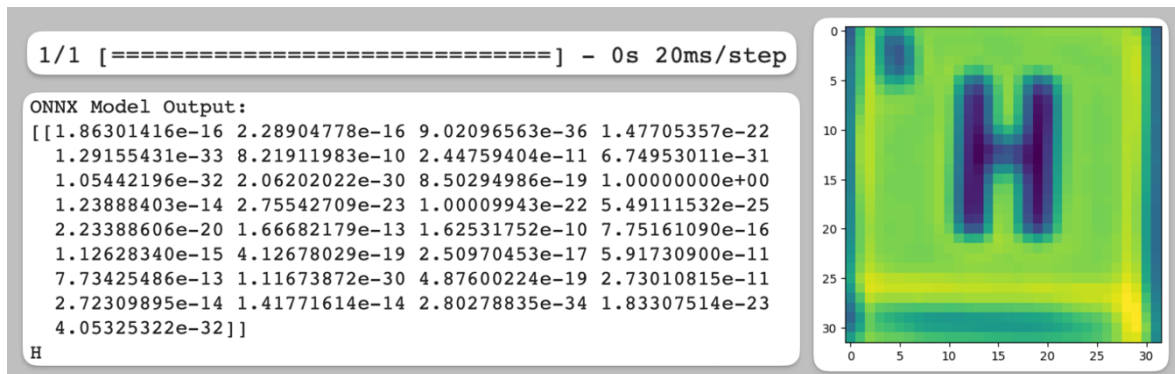 1/1 [==============================] - 0s 20ms/step
ONNX Model Output:
[[1.86301416e-16 2.28904778e-16 9.02096563e-36 1.47705357e-22
1.29155431e-33 8.21911983e-10 2.44759404e-11 6.74953011e-31
1.05442196e-32 2.06202022e-30 8.50294986e-19 1.00000000e+00
1.23888403e-14 2.75542709e-23 1.00009943e-22 5.49111532e-25
2.23388606e-20 1.66682179e-13 1.62531752e-10 7.75161090e-16
1.12628340e-15 4.12678029e-19 2.50970453e-17 5.91730900e-11
7.73425486e-13 1.11673872e-30 4.87600224e-19 2.73010815e-11
2.72309895e-14 1.41771614e-14 2.80278835e-34 1.83307514e-23
4.05325322e-32]]
H
0
5
10
15
20
25
30
H
0 5 10 15 20 25 30